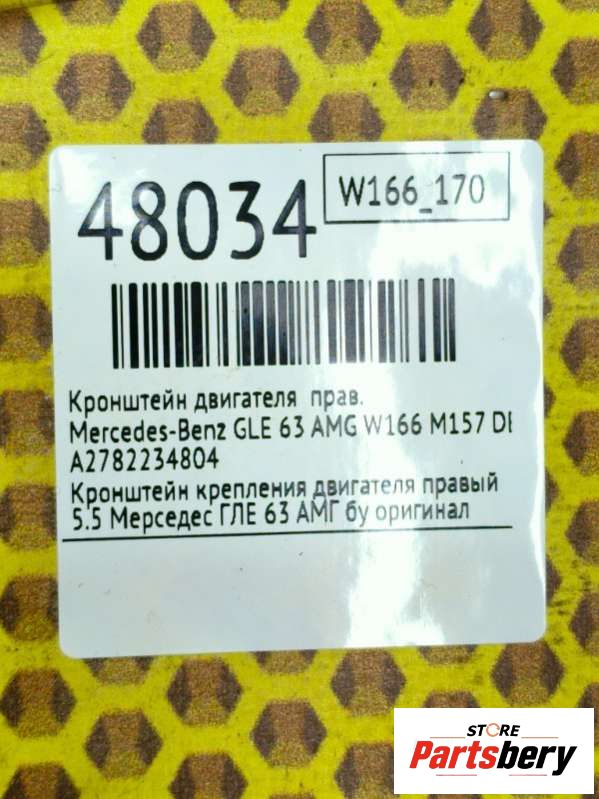 48034
W166_170
Кронштейн двигателя прав.
Mercedes-Benz GLE 63 AMG W166 M157 DE
A2782234804
Кронштейн крепления двигателя правый
5.5 Мерседес ГЛЕ 63 АМГ бу оригинал
STORE
Partsbery